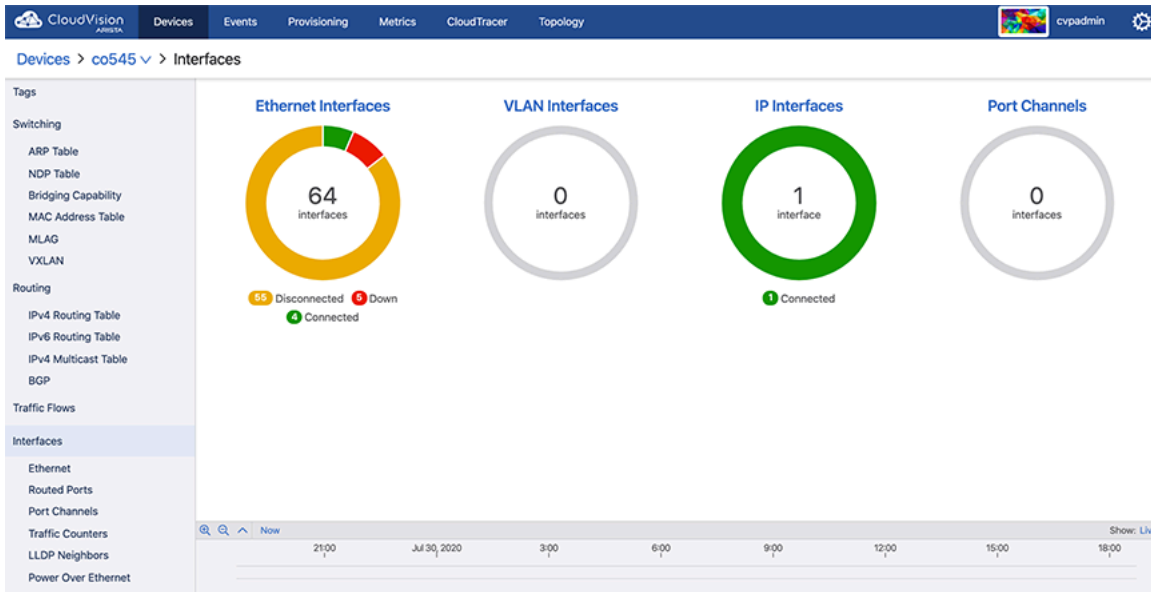 CloudVision
ARISTA
Devices Events Provisioning Metrics CloudTracer Topology
cvpadmin
Devices > co545 > Interfaces
Tags
Switching
ARP Table
NDP Table
Bridging Capability
MAC Address Table
MLAG
VXLAN
Routing
IPv4 Routing Table
IPv6 Routing Table
IPv4 Multicast Table
BGP
Traffic Flows
Interfaces
Ethernet
Routed Ports
Port Channels
Traffic Counters
LLDP Neighbors
Power Over Ethernet
Ethernet Interfaces
64
interfaces
55 Disconnected 5 Down
4 Connected
VLAN Interfaces
0
interfaces
IP Interfaces
1
interface
1 Connected
Port Channels
0
interfaces
Now
Show: Liv
21:00 Jul 30, 2020 3:00 6:00 9:00 12:00 15:00 18:00